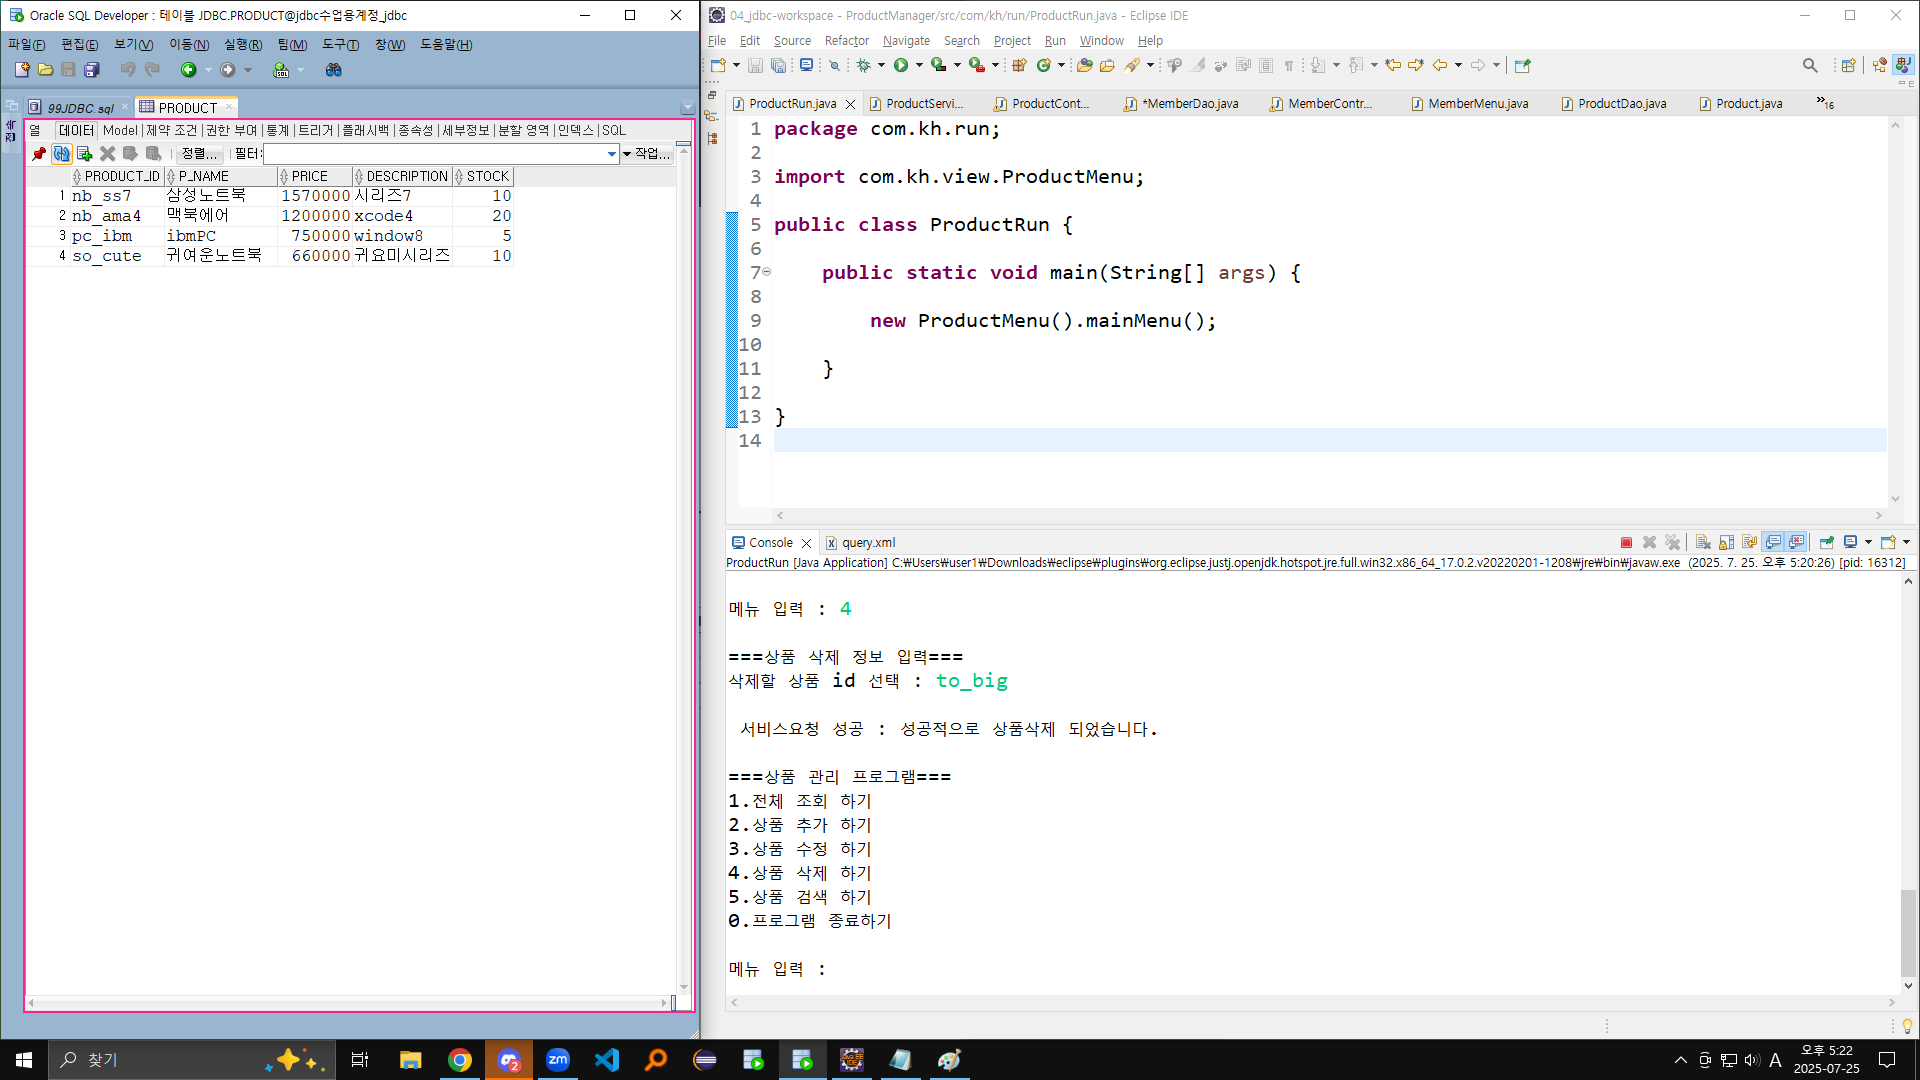 Oracle SQL Developer : 테이블 JDBC.PRODUCT@jdbc수업용계정_jdbc
파일(F) 편집(E) 보기(V) 이동(N) 실행(R) 팀(M) 도구(T) 창(W) 도움말(H)
99JDBC.sql PRODUCT
열 데이터 Model 제약 조건 권한 부여 통계 트리거 플래시백 종속성 세부정보 분할 영역 인덱스 SQL
정렬... 필터: 작업...
PRODUCT_ID P_NAME PRICE DESCRIPTION STOCK
1 nb_ss7 삼성노트북 1570000 시리즈7 10
2 nb_ama4 맥북에어 1200000 xcode4 20
3 pc_ibm ibmPC 750000 window8 5
4 so_cute 귀여운노트북 660000 귀요미시리즈 10
04_jdbc-workspace - ProductManager/src/com/kh/run/ProductRun.java - Eclipse IDE
File Edit Source Refactor Navigate Search Project Run Window Help
ProductRun.java ProductServi... ProductCont... *MemberDao.java MemberContr... MemberMenu.java ProductDao.java Product.java »16
1 package com.kh.run;
2
3 import com.kh.view.ProductMenu;
4
5 public class ProductRun {
6
7 public static void main(String[] args) {
8
9 new ProductMenu().mainMenu();
10
11 }
12
13 }
14
Console query.xml
ProductRun [Java Application] C:₩Users₩user1₩Downloads₩eclipse₩plugins₩org.eclipse.justj.openjdk.hotspot.jre.full.win32.x86_64_17.0.2.v20220201-1208₩jre₩bin₩javaw.exe (2025. 7. 25. 오후 5:20:26) [pid: 16312]
메뉴 입력 : 4
===상품 삭제 정보 입력===
삭제할 상품 id 선택 : to_big
서비스요청 성공 : 성공적으로 상품삭제 되었습니다.
===상품 관리 프로그램===
1.전체 조회 하기
2.상품 추가 하기
3.상품 수정 하기
4.상품 삭제 하기
5.상품 검색 하기
0.프로그램 종료하기
메뉴 입력 :
찾기
2
zm
A
오후 5:22
2025-07-25